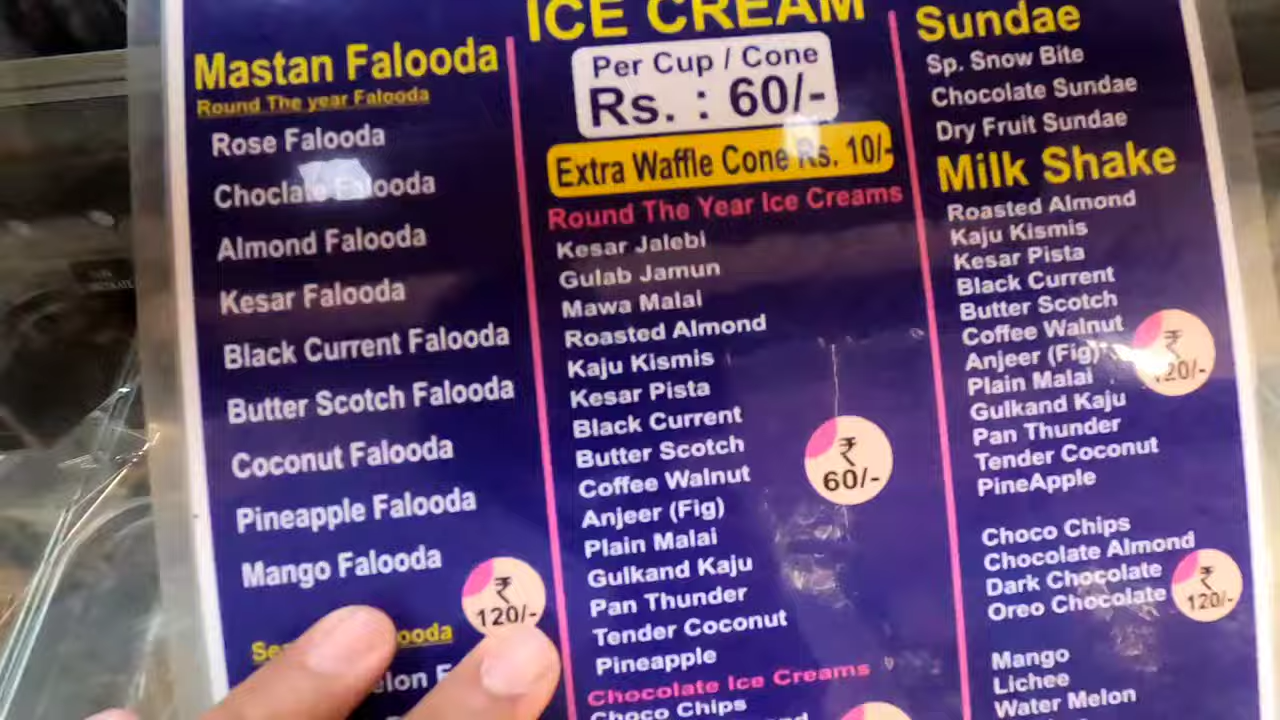 Mastan Falooda
Round The year Falooda
Rose Falooda
Choclate Falooda
Almond Falooda
Kesar Falooda
Black Current Falooda
Butter Scotch Falooda
Coconut Falooda
Pineapple Falooda
Mango Falooda
₹
120/-
ICE CREAM
Per Cup / Cone
Rs. : 60/-
Extra Waffle Cone Rs. 10/-
Round The Year Ice Creams
Kesar Jalebi
Gulab Jamun
Mawa Malai
Roasted Almond
Kaju Kismis
Kesar Pista
Black Current
Butter Scotch
Coffee Walnut
Anjeer (Fig)
Plain Malai
Gulkand Kaju
Pan Thunder
Tender Coconut
Pineapple
₹
60/-
Chocolate Ice Creams
Choco Chips
Sundae
Sp. Snow Bite
Chocolate Sundae
Dry Fruit Sundae
Milk Shake
Roasted Almond
Kaju Kismis
Kesar Pista
Black Current
Butter Scotch
Coffee Walnut
Anjeer (Fig)
Plain Malai
Gulkand Kaju
Pan Thunder
Tender Coconut
PineApple
₹
120/-
Choco Chips
Chocolate Almond
Dark Chocolate
Oreo Chocolate
₹
120/-
Mango
Lichee
Water Melon